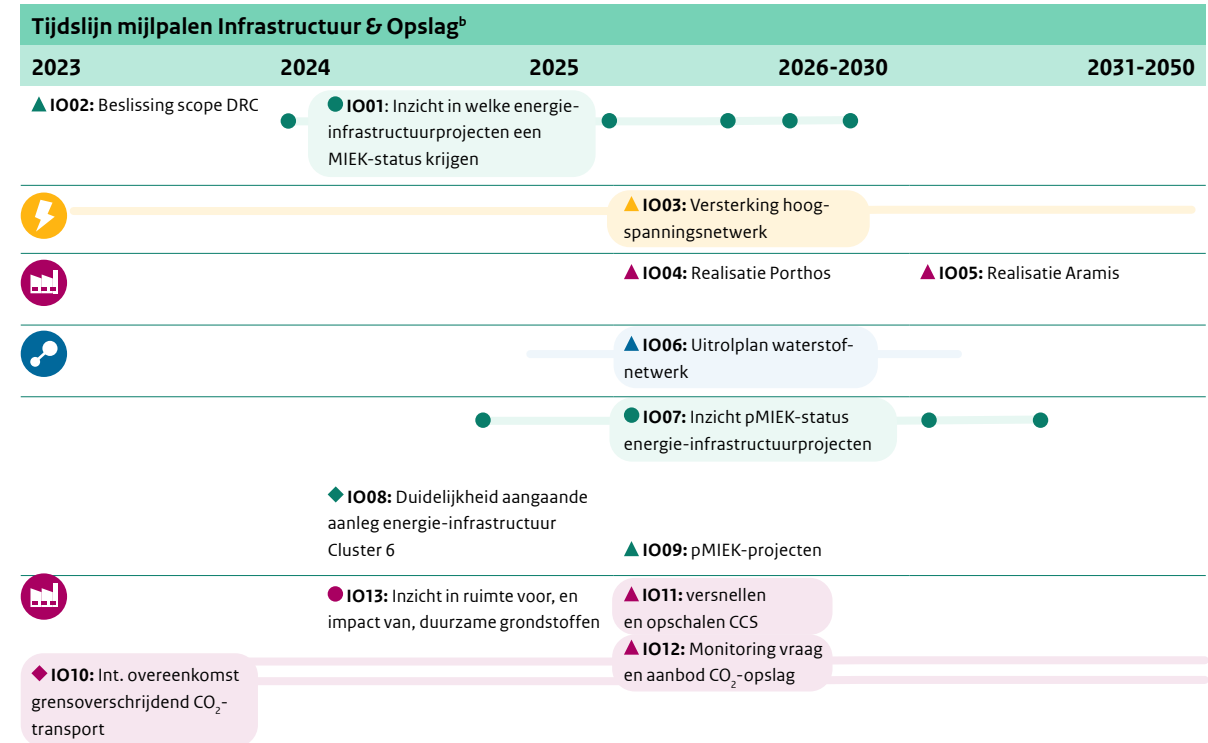 Tijdslijn mijlpalen Infrastructuur & Opslagᵇ
2023 2024 2025 2026-2030 2031-2050
IO02: Beslissing scope DRC
IO01: Inzicht in welke energie-
infrastructuurprojecten een
MIEK-status krijgen
IO03: Versterking hoog-
spanningsnetwerk
IO04: Realisatie Porthos
IO05: Realisatie Aramis
IO06: Uitrolplan waterstof-
netwerk
IO07: Inzicht pMIEK-status
energie-infrastructuurprojecten
IO08: Duidelijkheid aangaande
aanleg energie-infrastructuur
Cluster 6
IO09: pMIEK-projecten
IO13: Inzicht in ruimte voor, en
impact van, duurzame grondstoffen
IO11: versnellen
en opschalen CCS
IO12: Monitoring vraag
en aanbod CO₂-opslag
IO10: Int. overeenkomst
grensoverschrijdend CO₂-
transport